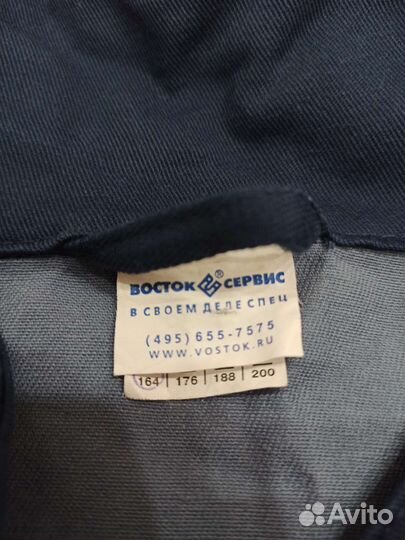 ВОСТОК ® СЕРВИС
В СВОЕМ ДЕЛЕ СПЕЦ
(495) 655-7575
WWW.VOSTOK.RU
164 176 188 200
Avito